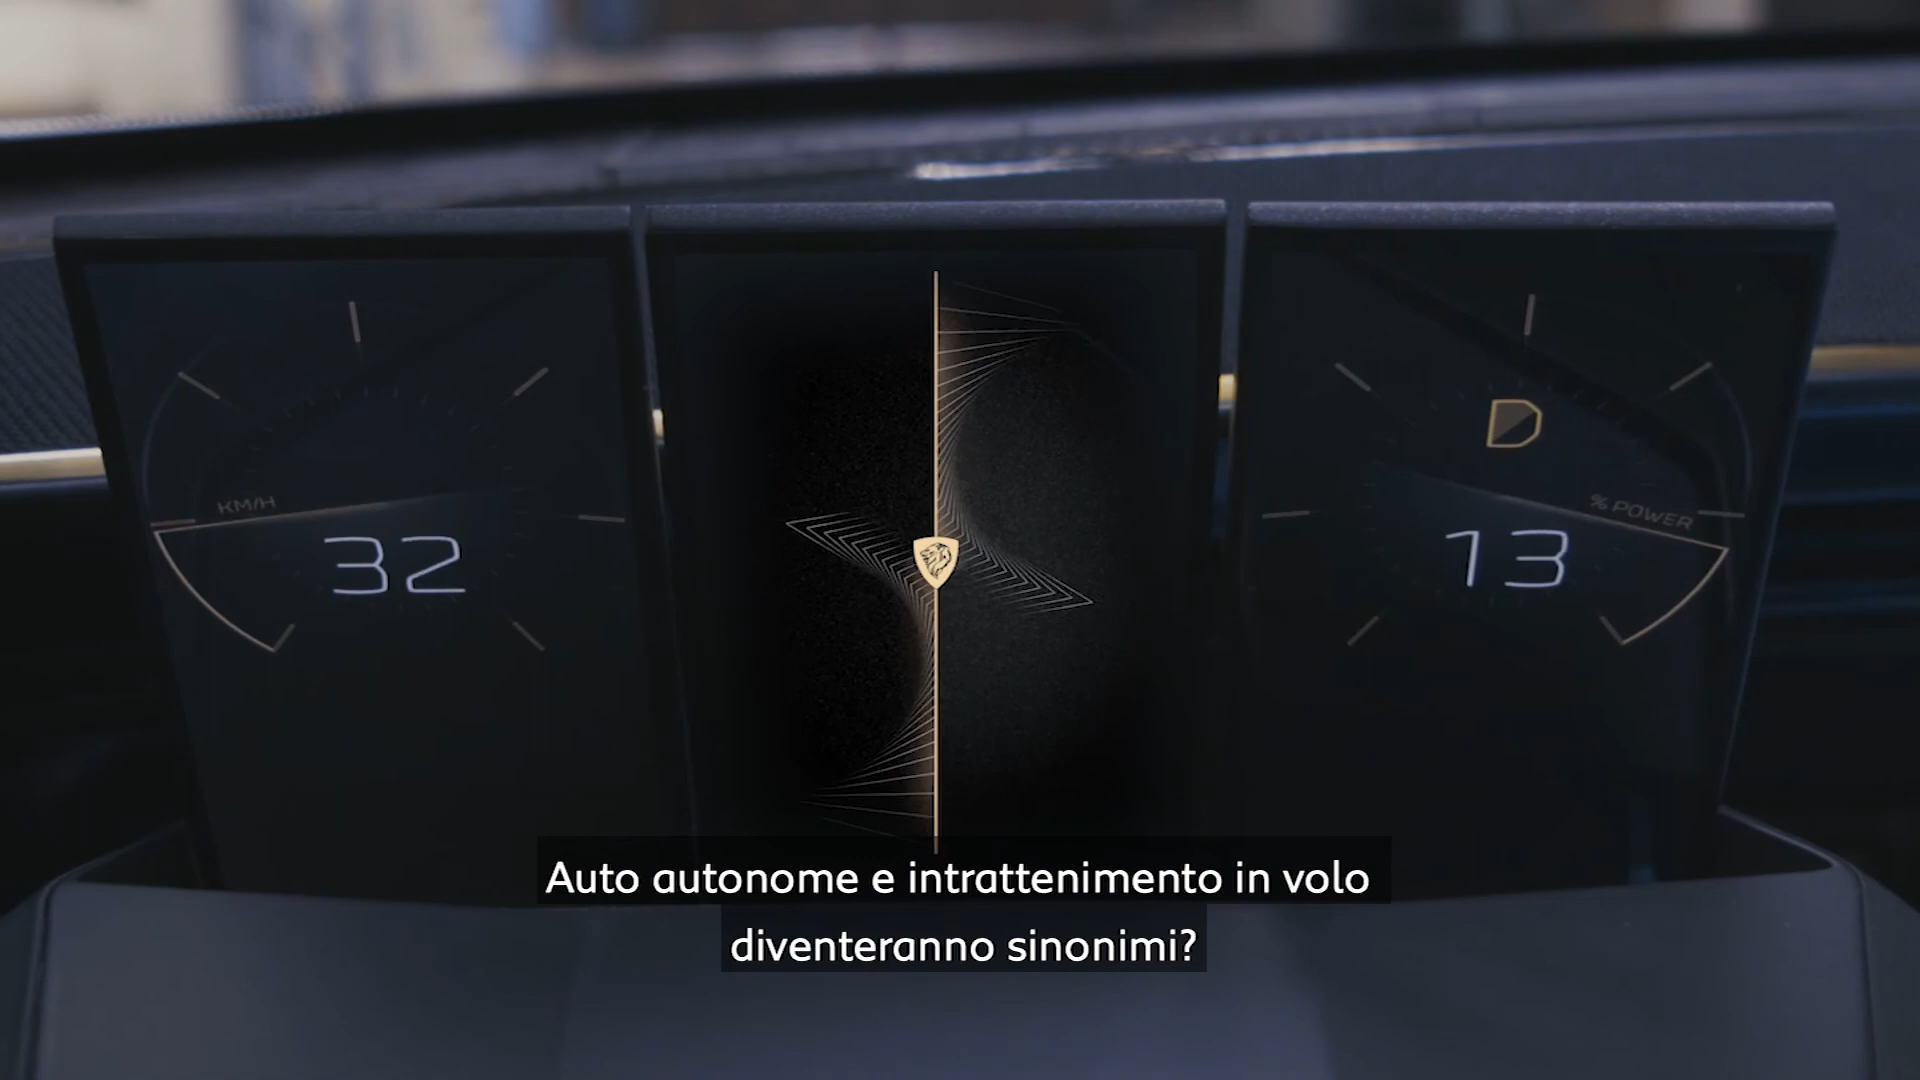 KM/H
32
D
% POWER
13
Auto autonome e intrattenimento in volo
diventeranno sinonimi?